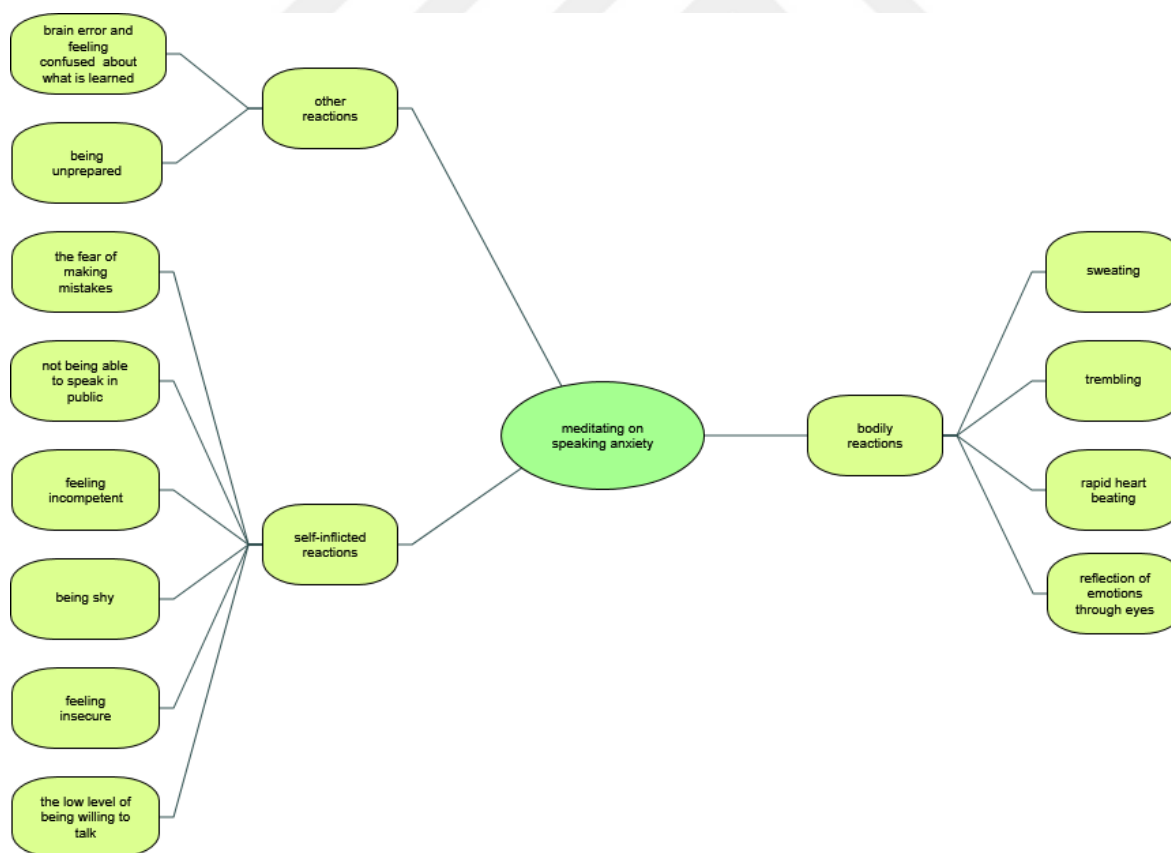 brain error and
feeling
confused about
what is learned
other
reactions
being
unprepared
the fear of
making
mistakes
not being able
to speak in
public
feeling
incompetent
self-inflicted
reactions
being shy
feeling
insecure
the low level of
being willing to
talk
meditating on
speaking anxiety
bodily
reactions
sweating
trembling
rapid heart
beating
reflection of
emotions
through eyes